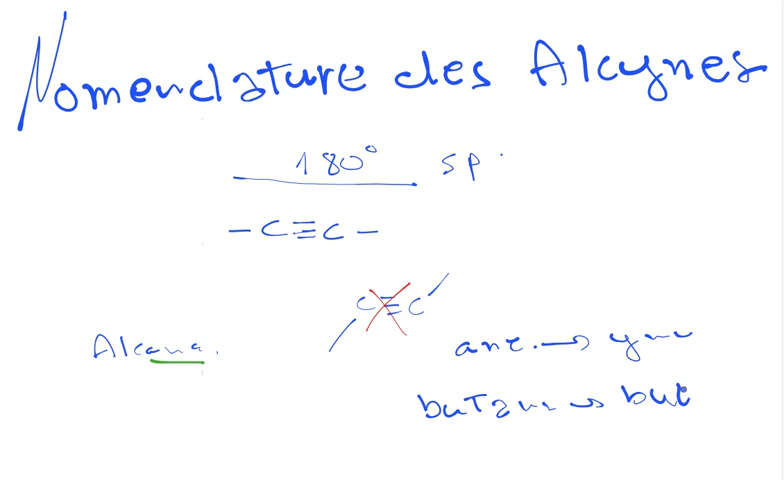 Nomenclature des Alcynes
180° sp
-C≡C-
C≡C
Alcane.
ane. → yne
butane → but